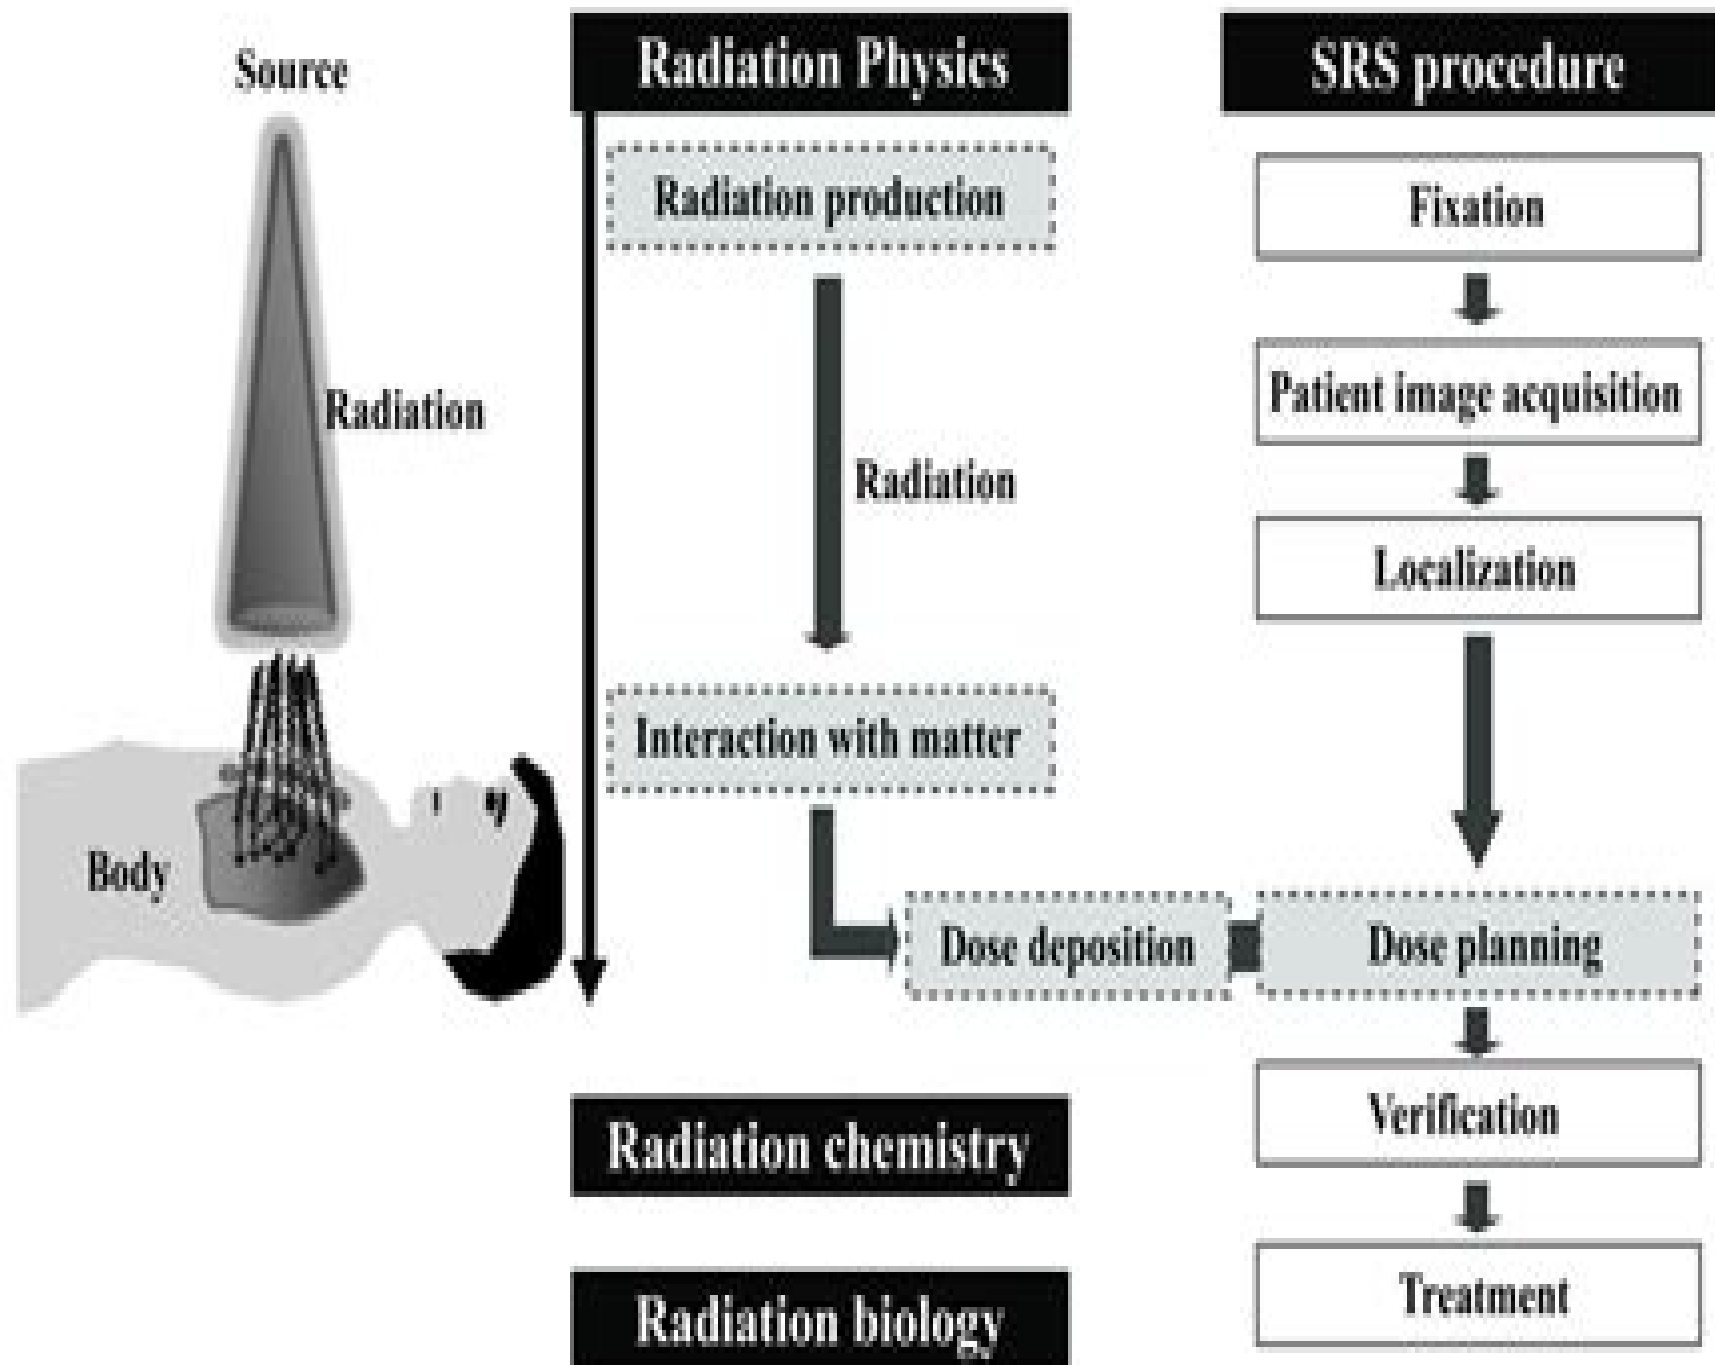 Source
Radiation
Body
Radiation Physics
Radiation production
Radiation
Interaction with matter
Dose deposition
Radiation chemistry
Radiation biology
SRS procedure
Fixation
Patient image acquisition
Localization
Dose planning
Verification
Treatment